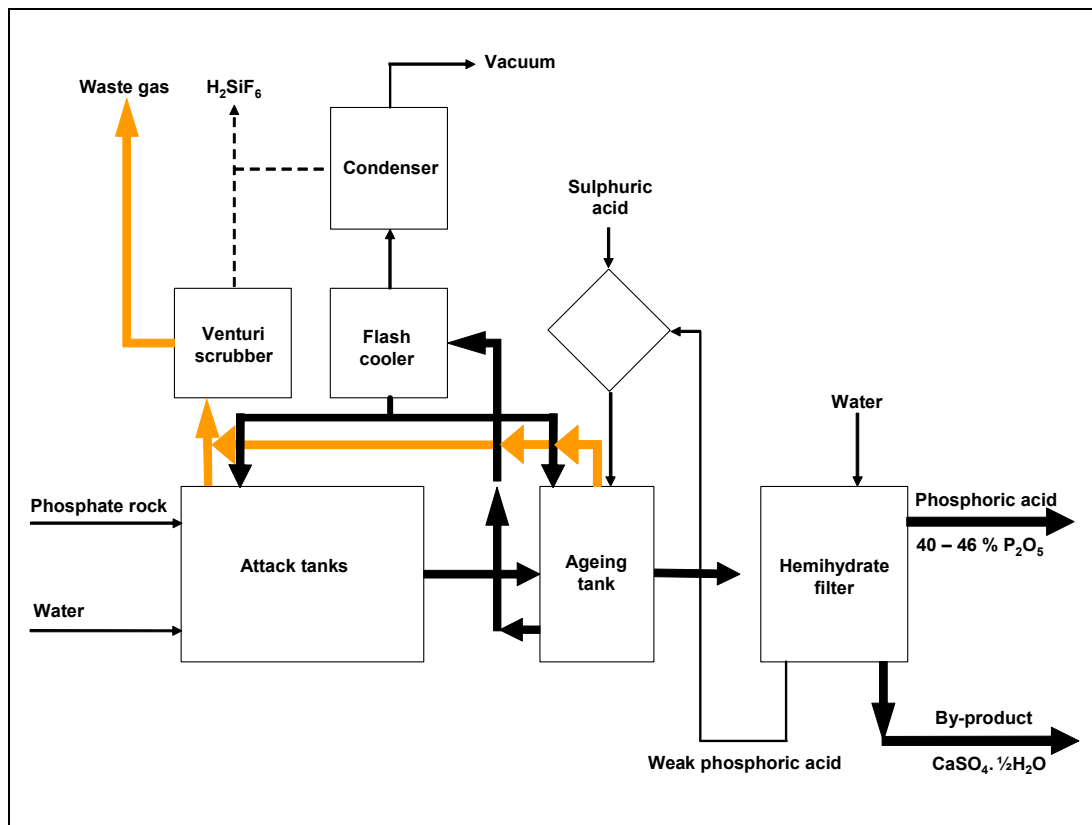 Vacuum
Waste gas
H₂SiF₆
Condenser
Sulphuric
acid
Venturi
scrubber
Flash
cooler
Water
Phosphate rock
Phosphoric acid
40 – 46 % P₂O₅
Attack tanks
Ageing
tank
Hemihydrate
filter
Water
By-product
Weak phosphoric acid
CaSO₄. ½H₂O